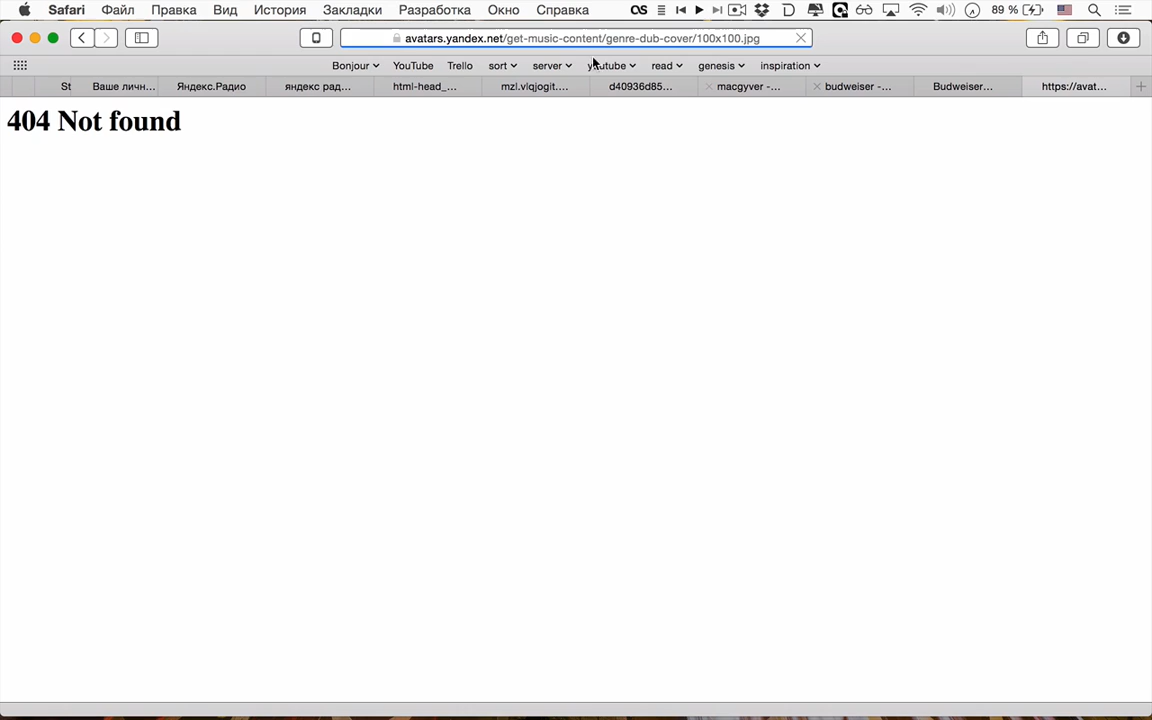 Safari Файл Правка Вид История Закладки Разработка Окно Справка 89 %
avatars.yandex.net/get-music-content/genre-dub-cover/100x100.jpg
Bonjour YouTube Trello sort server youtube read genesis inspiration
St Ваше личн... Яндекс.Радио яндекс рад... html-head_... mzl.vlqjogit.... d40936d85... macgyver -... budweiser -... Budweiser... https://avat...
404 Not found